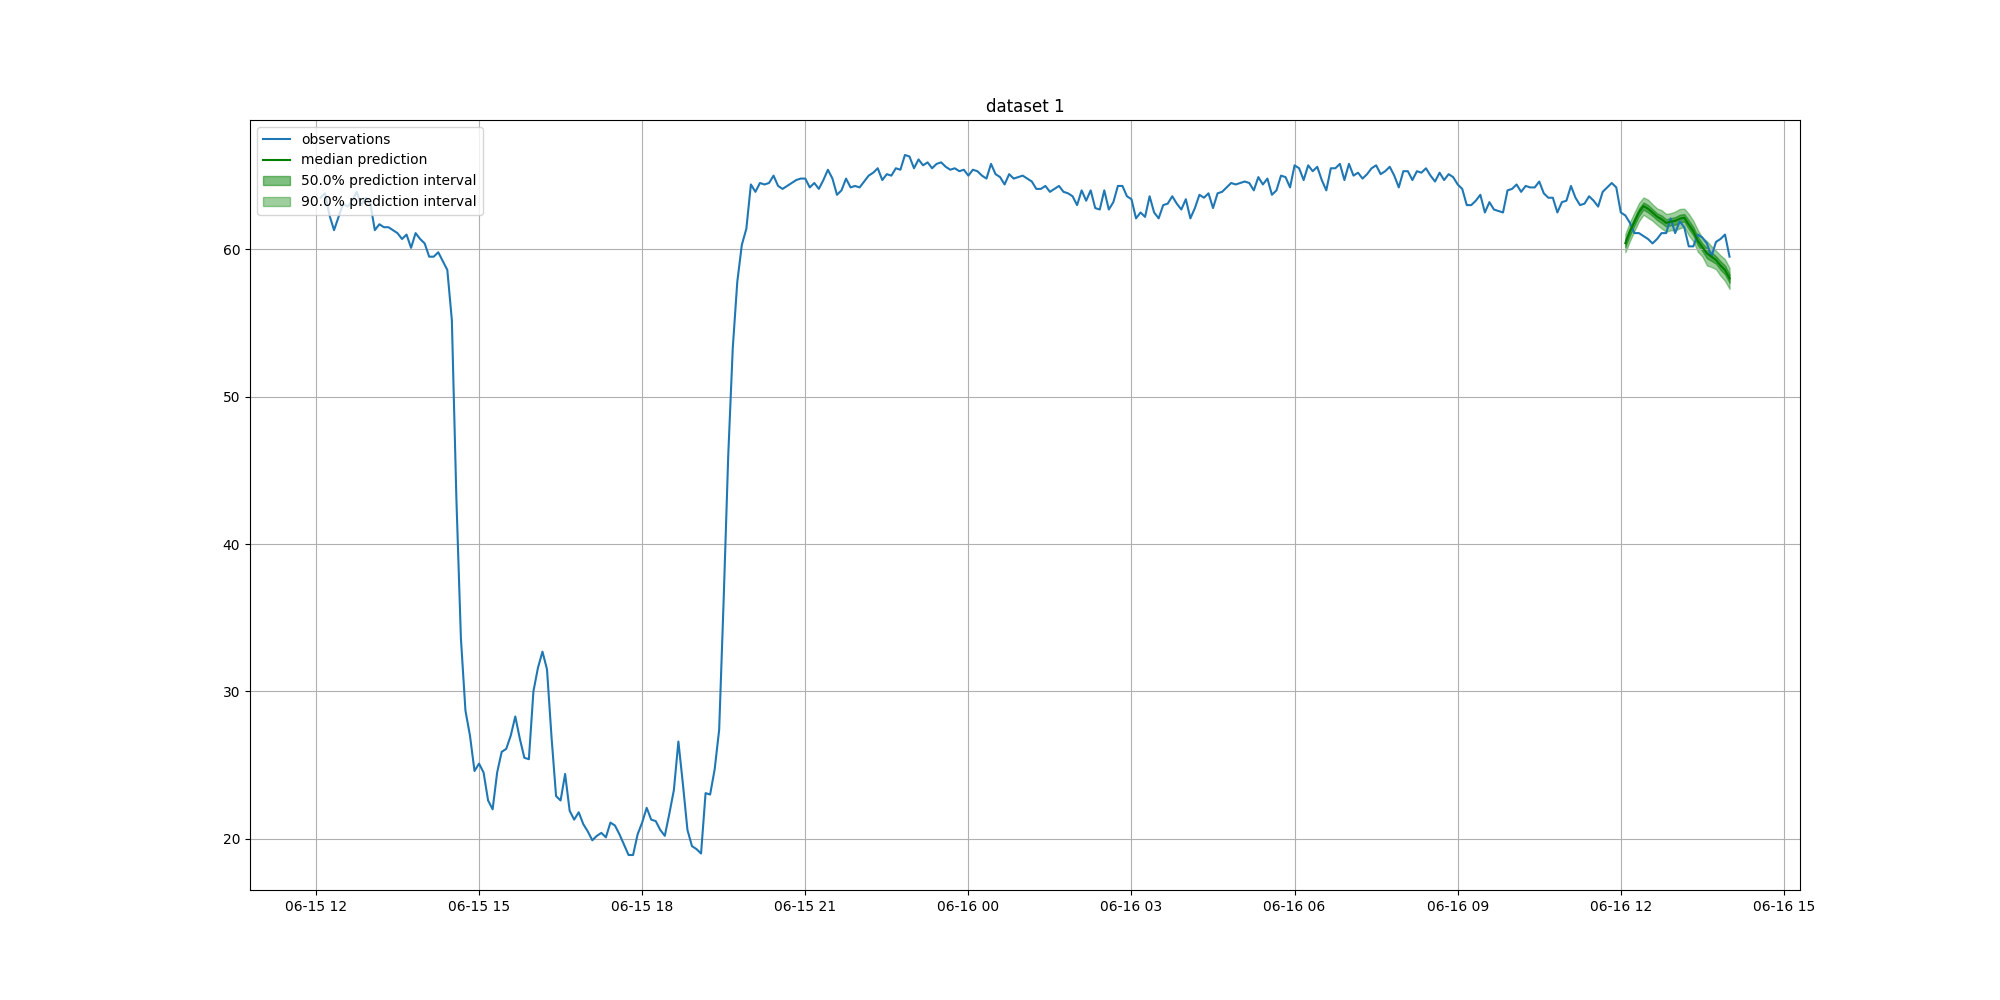 dataset 1
observations
median prediction
50.0% prediction interval
90.0% prediction interval
60
50
40
30
20
06-15 12 06-15 15 06-15 18 06-15 21 06-16 00 06-16 03 06-16 06 06-16 09 06-16 12 06-16 15